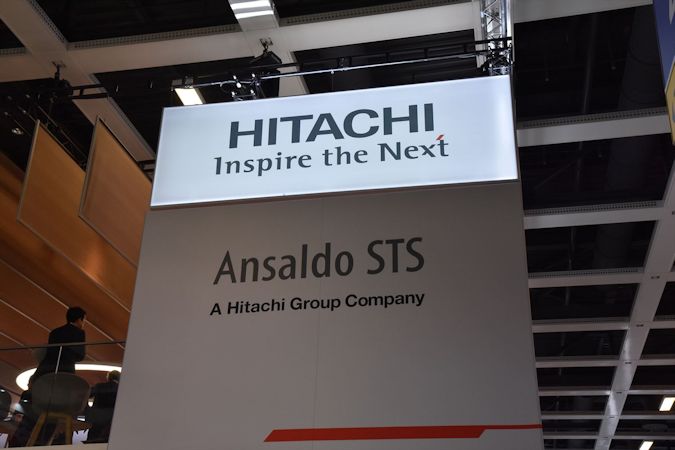 HITACHI
Inspire the Next
Ansaldo STS
A Hitachi Group Company